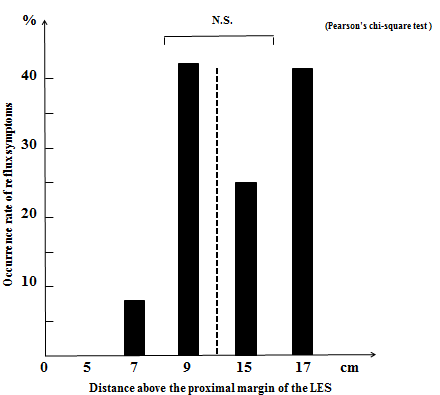 N.S.
(Pearson's chi-square test)
%
Occurrence rate of reflux symptoms
40
30
20
10
0 5 7 9 15 17 cm
Distance above the proximal margin of the LES